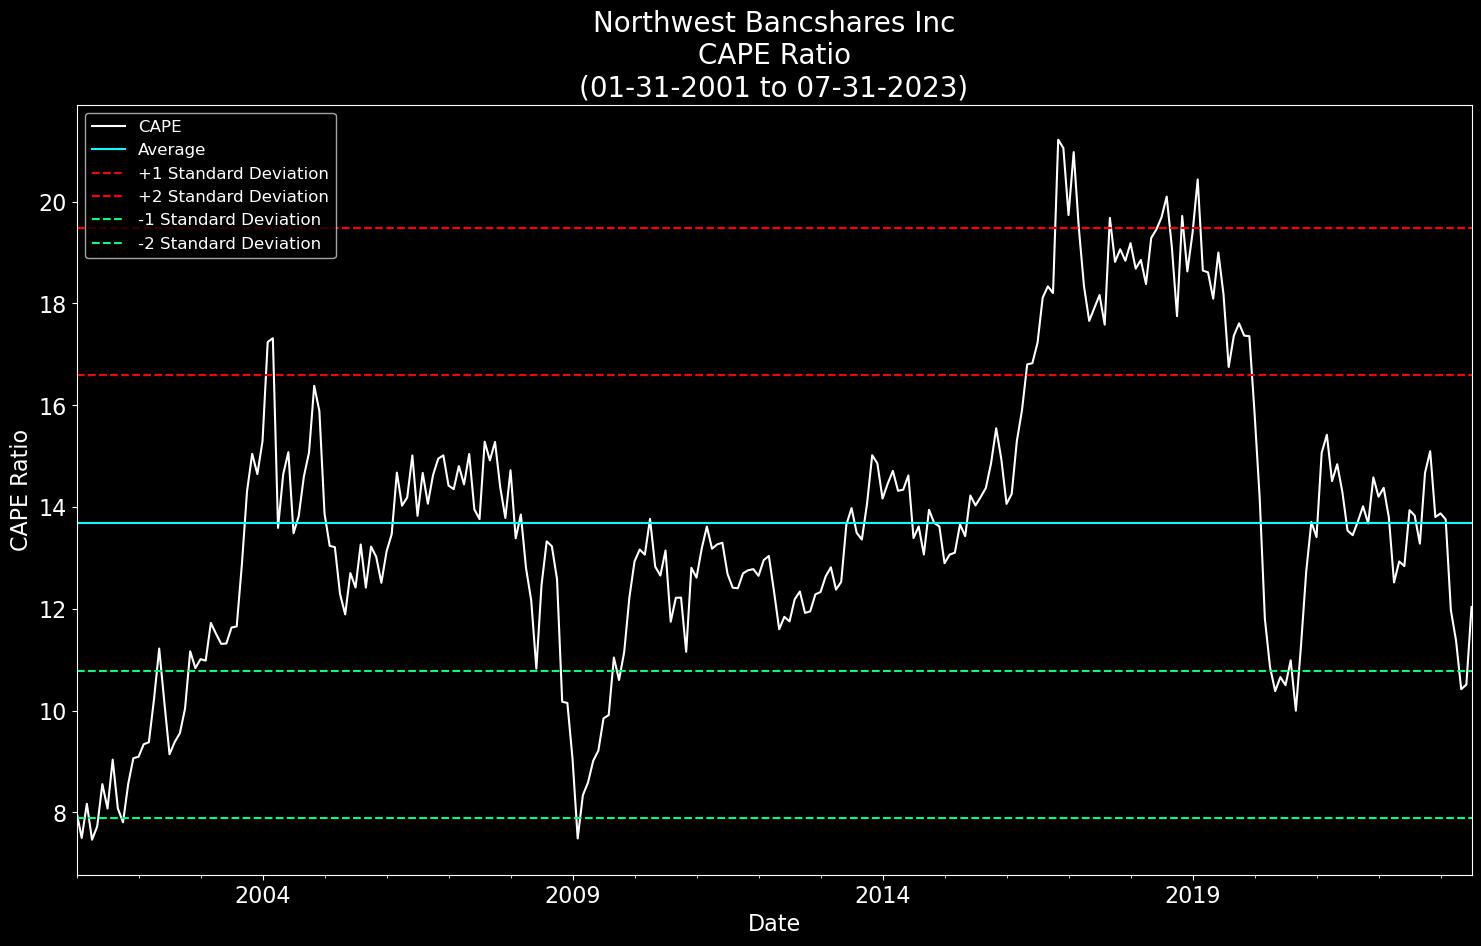 Northwest Bancshares Inc
CAPE Ratio
(01-31-2001 to 07-31-2023)
CAPE
Average
+1 Standard Deviation
+2 Standard Deviation
-1 Standard Deviation
-2 Standard Deviation
CAPE Ratio
20
18
16
14
12
10
8
2004
2009
2014
2019
Date